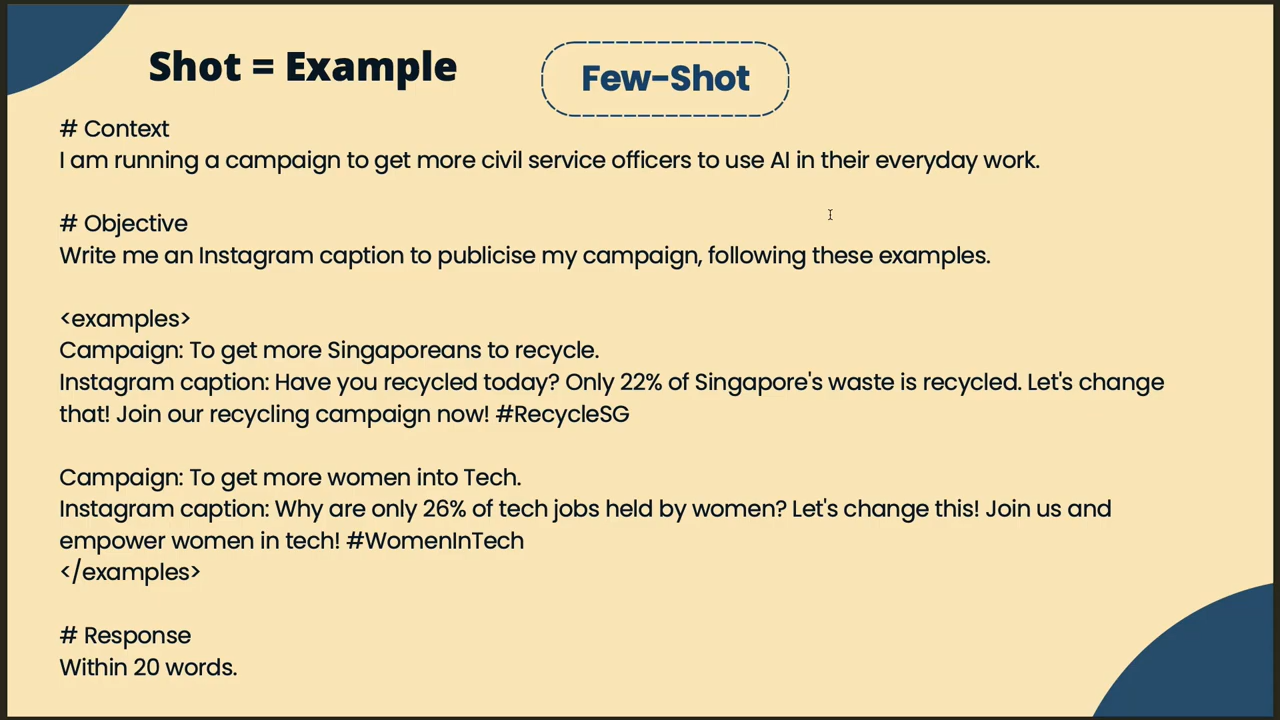 Shot = Example
Few-Shot
# Context
I am running a campaign to get more civil service officers to use AI in their everyday work.
# Objective
Write me an Instagram caption to publicise my campaign, following these examples.
<examples>
Campaign: To get more Singaporeans to recycle.
Instagram caption: Have you recycled today? Only 22% of Singapore's waste is recycled. Let's change
that! Join our recycling campaign now! #RecycleSG
Campaign: To get more women into Tech.
Instagram caption: Why are only 26% of tech jobs held by women? Let's change this! Join us and
empower women in tech! #WomenInTech
</examples>
# Response
Within 20 words.